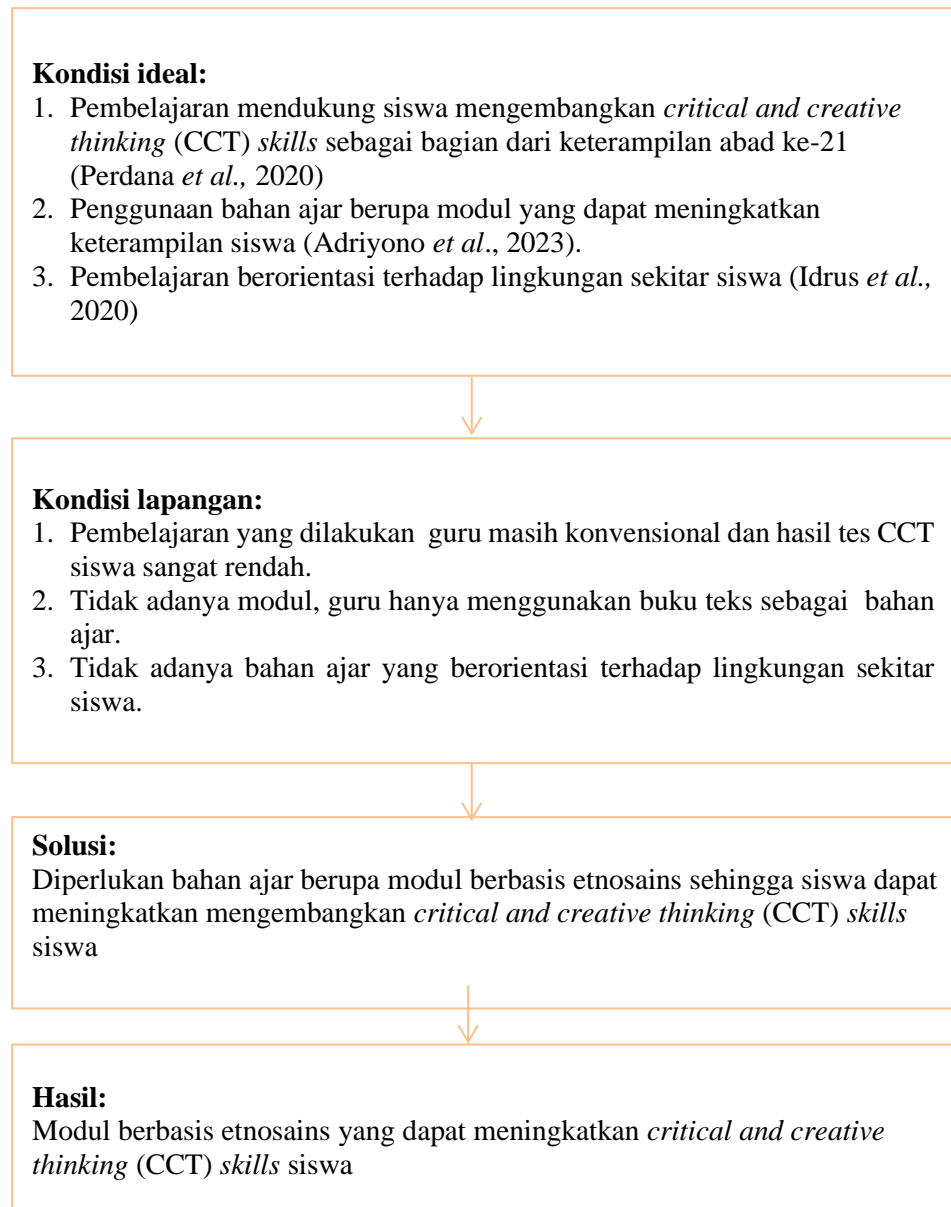 Kondisi ideal:
1. Pembelajaran mendukung siswa mengembangkan critical and creative
thinking (CCT) skills sebagai bagian dari keterampilan abad ke-21
(Perdana et al., 2020)
2. Penggunaan bahan ajar berupa modul yang dapat meningkatkan
keterampilan siswa (Adriyono et al., 2023).
3. Pembelajaran berorientasi terhadap lingkungan sekitar siswa (Idrus et al.,
2020)
Kondisi lapangan:
1. Pembelajaran yang dilakukan guru masih konvensional dan hasil tes CCT
siswa sangat rendah.
2. Tidak adanya modul, guru hanya menggunakan buku teks sebagai bahan
ajar.
3. Tidak adanya bahan ajar yang berorientasi terhadap lingkungan sekitar
siswa.
Solusi:
Diperlukan bahan ajar berupa modul berbasis etnosains sehingga siswa dapat
meningkatkan mengembangkan critical and creative thinking (CCT) skills
siswa
Hasil:
Modul berbasis etnosains yang dapat meningkatkan critical and creative
thinking (CCT) skills siswa